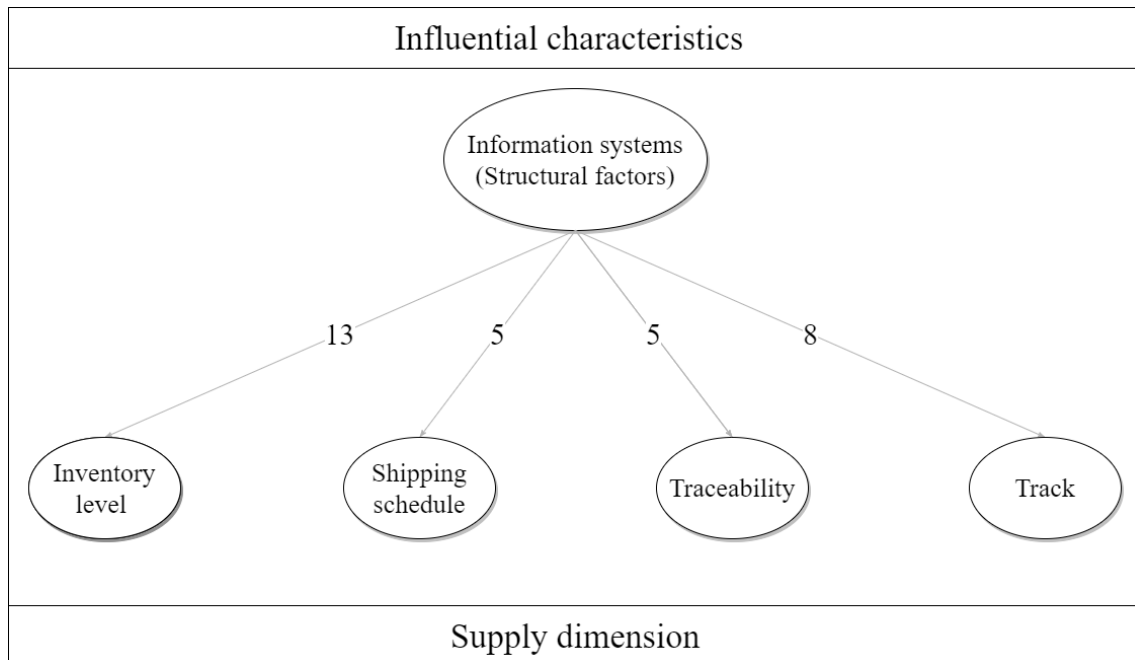 Influential characteristics
Information systems
(Structural factors)
13
5
5
8
Inventory
level
Shipping
schedule
Traceability
Track
Supply dimension